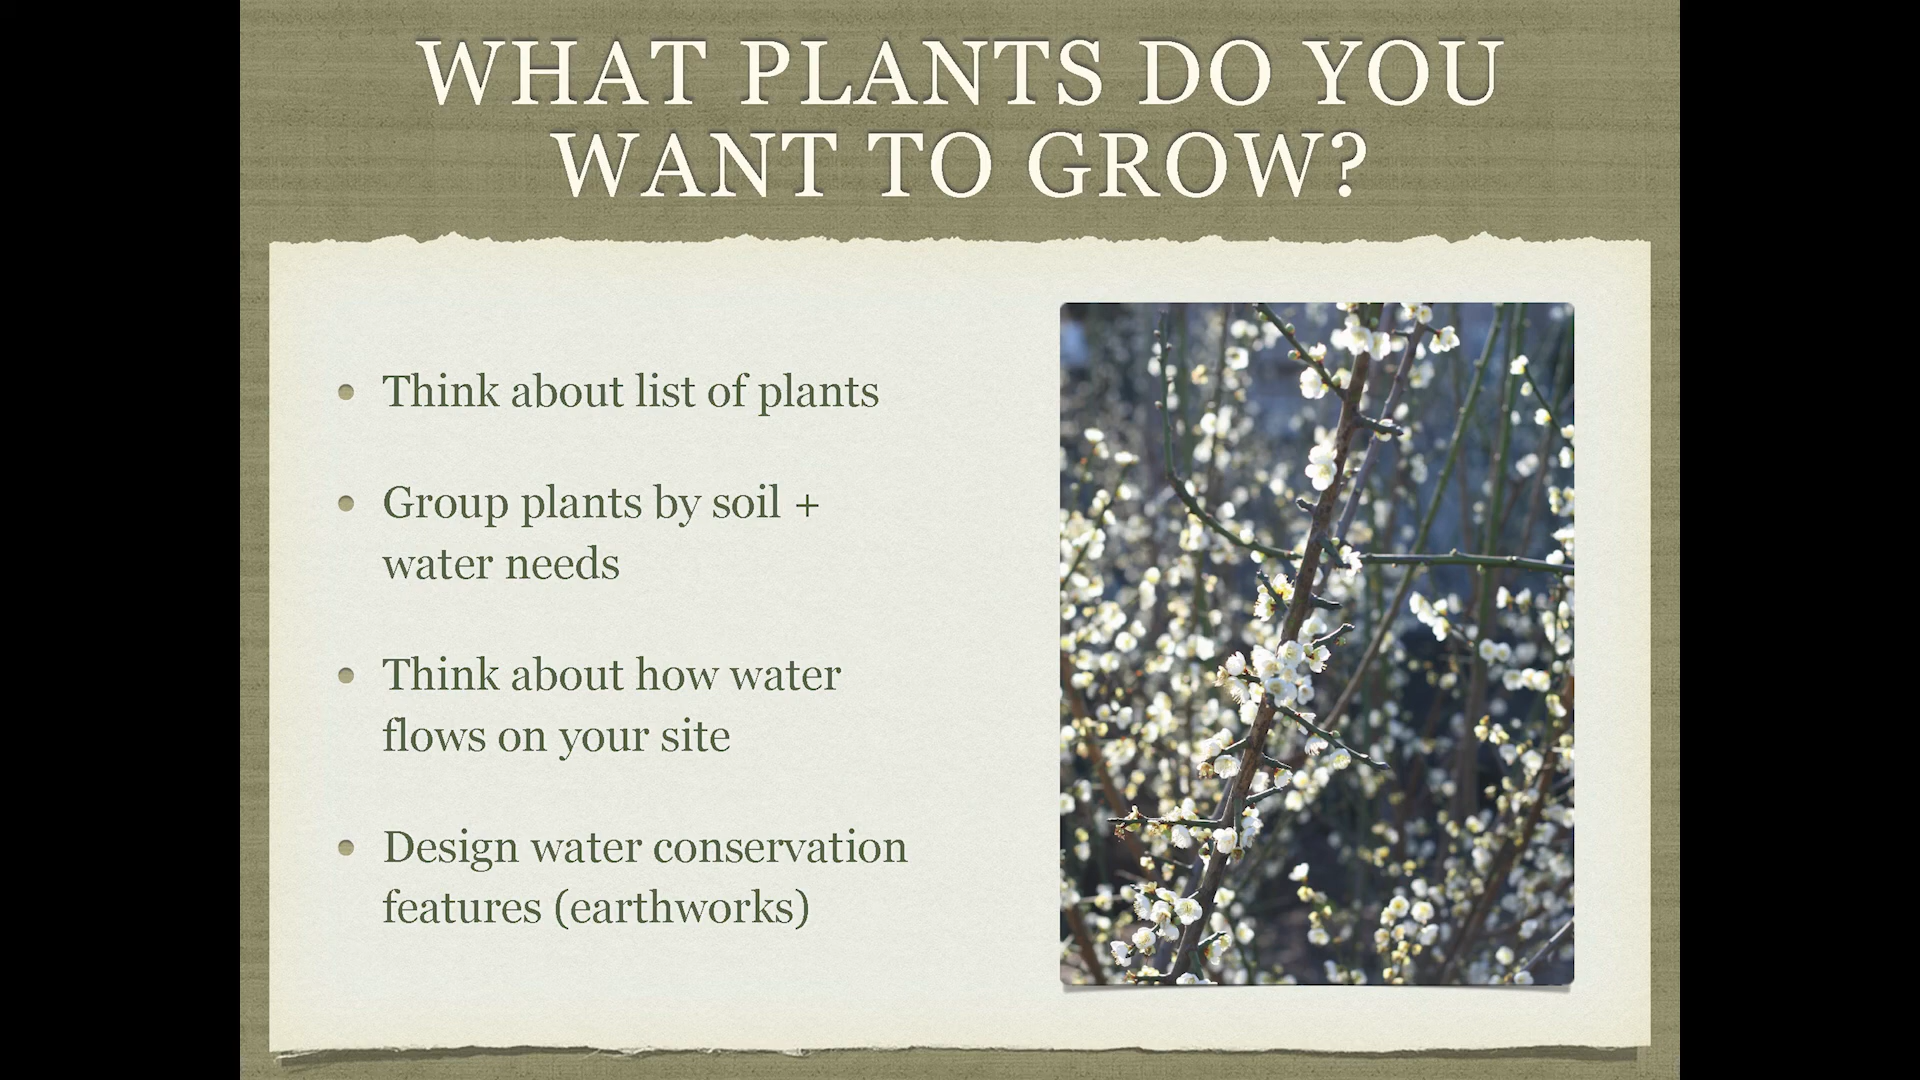 WHAT PLANTS DO YOU
WANT TO GROW?
Think about list of plants
Group plants by soil +
water needs
Think about how water
flows on your site
Design water conservation
features (earthworks)